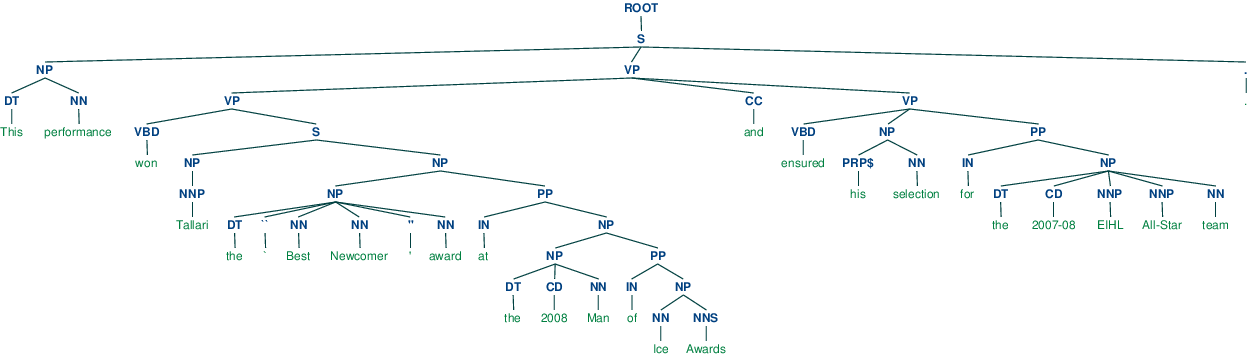 ROOT
S
NP VP .
DT NN VP CC VP .
This performance VBD S and VBD NP PP
won NP NP ensured PRP$ NN IN NP
NNP NP PP his selection for DT CD NNP NNP NN
Tallari DT `` NN NN '' NN IN NP the 2007-08 EIHL All-Star team
the ` Best Newcomer ' award at NP PP
DT CD NN IN NP
the 2008 Man of NN NNS
Ice Awards